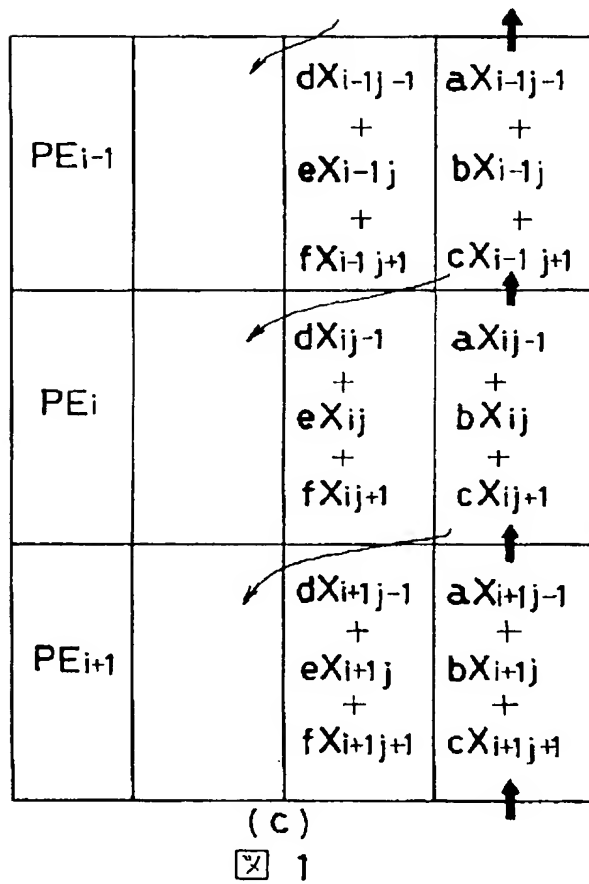 dXi-1j-1 aXi-1j-1
+ +
PEi-1 eXi-1j bXi-1j
+ +
fXi-1j+1 cXi-1j+1
dXij-1 aXij-1
+ +
PEi eXij bXij
+ +
fXij+1 cXij+1
dXi+1j-1 aXi+1j-1
+ +
PEi+1 eXi+1j bXi+1j
+ +
fXi+1j+1 cXi+1j+1
(c)
図 1